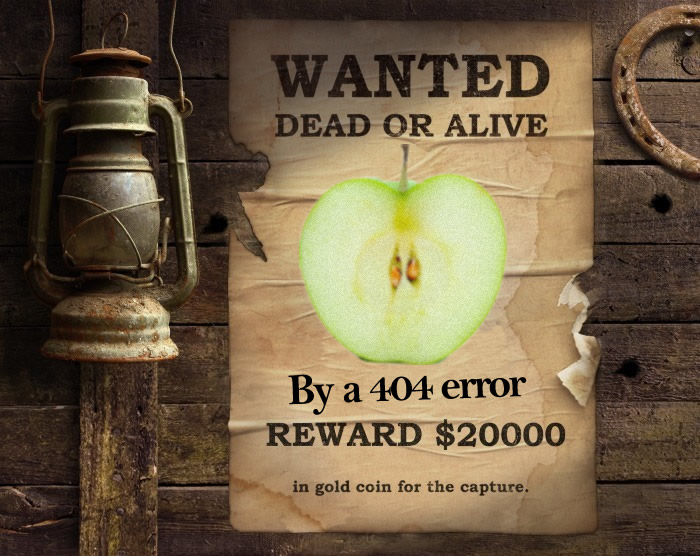 WANTED
DEAD OR ALIVE
By a 404 error
REWARD $20000
in gold coin for the capture.